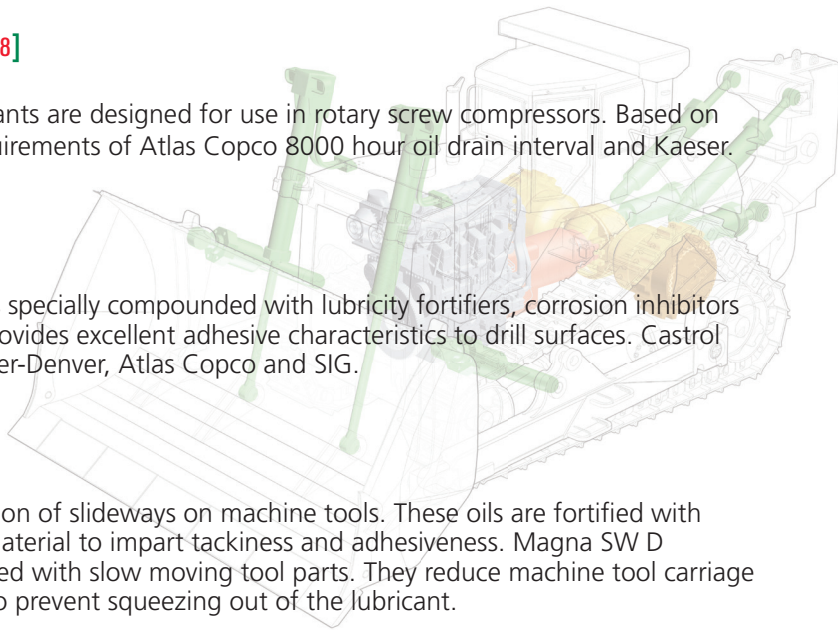 8]
ants are designed for use in rotary screw compressors. Based on
uirements of Atlas Copco 8000 hour oil drain interval and Kaeser.
specially compounded with lubricity fortifiers, corrosion inhibitors
ovides excellent adhesive characteristics to drill surfaces. Castrol
er-Denver, Atlas Copco and SIG.
ion of slideways on machine tools. These oils are fortified with
aterial to impart tackiness and adhesiveness. Magna SW D
ed with slow moving tool parts. They reduce machine tool carriage
o prevent squeezing out of the lubricant.